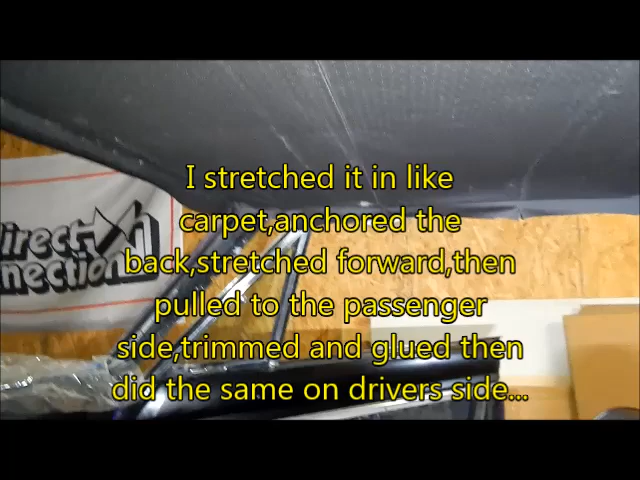 I stretched it in like
carpet,anchored the
back,stretched forward,then
pulled to the passenger
side,trimmed and glued then
did the same on drivers side...
irect
nnection